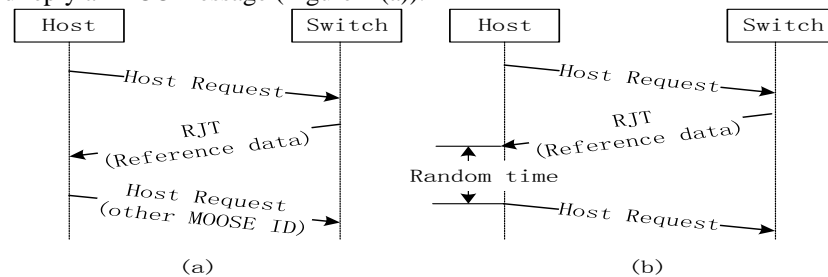 Host
Switch
Host Request
RJT
(Reference data)
Host Request
(other MOOSE ID)
(a)
Host
Switch
Host Request
RJT
(Reference data)
Random time
Host Request
(b)